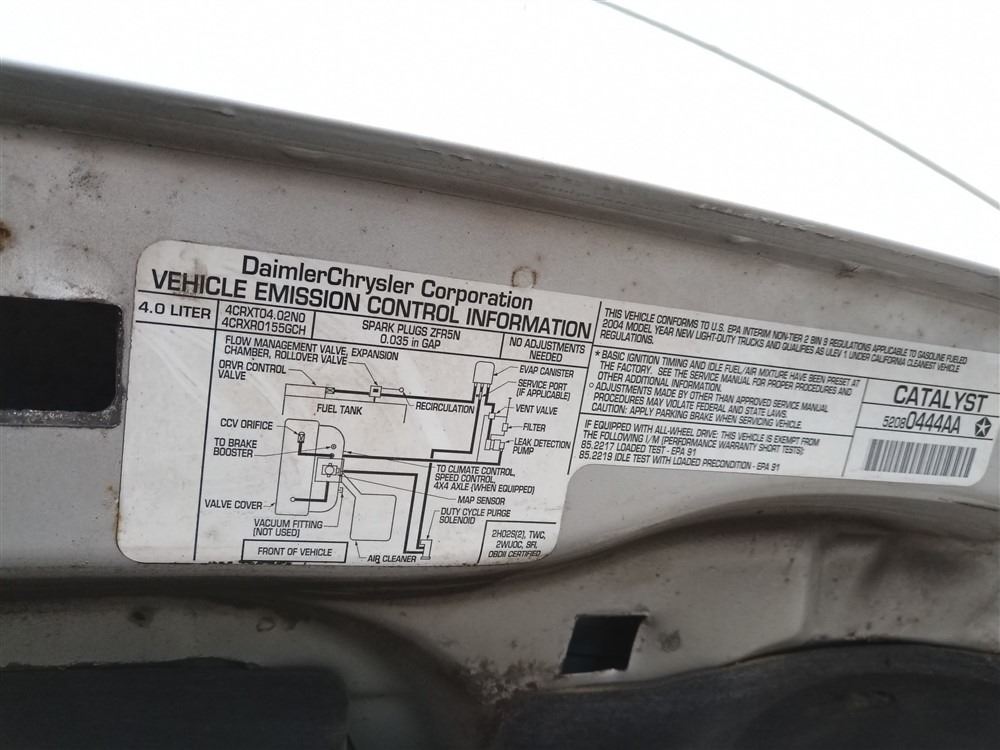 DaimlerChrysler Corporation
VEHICLE EMISSION CONTROL INFORMATION
4.0 LITER
4CRXT04.02N0
4CRXR0155GCH
SPARK PLUGS ZFR5N
0.035 in GAP
NO ADJUSTMENTS
NEEDED
FLOW MANAGEMENT VALVE, EXPANSION
CHAMBER, ROLLOVER VALVE
ORVR CONTROL
VALVE
FUEL TANK
RECIRCULATION
EVAP CANISTER
SERVICE PORT
(IF APPLICABLE)
VENT VALVE
FILTER
LEAK DETECTION
PUMP
CCV ORIFICE
TO BRAKE
BOOSTER
TO CLIMATE CONTROL,
SPEED CONTROL,
4X4 AXLE (WHEN EQUIPPED)
MAP SENSOR
VALVE COVER
VACUUM FITTING
(NOT USED)
DUTY CYCLE PURGE
SOLENOID
FRONT OF VEHICLE
AIR CLEANER
2HO2S(2), TWC,
2WUOC, SFI,
OBDII CERTIFIED
THIS VEHICLE CONFORMS TO U.S. EPA INTERIM NON-TIER 2 BIN 9 REGULATIONS APPLICABLE TO GASOLINE FUELED
2004 MODEL YEAR NEW LIGHT-DUTY TRUCKS AND QUALIFIES AS ULEV 1 UNDER CALIFORNIA CLEANEST VEHICLE
REGULATIONS
* BASIC IGNITION TIMING AND IDLE FUEL/AIR MIXTURE HAVE BEEN PRESET AT
THE FACTORY. SEE THE SERVICE MANUAL FOR PROPER PROCEDURES AND
OTHER ADDITIONAL INFORMATION.
ADJUSTMENTS MADE BY OTHER THAN APPROVED SERVICE MANUAL
PROCEDURES MAY VIOLATE FEDERAL AND STATE LAWS.
CAUTION: APPLY PARKING BRAKE WHEN SERVICING VEHICLE.
IF EQUIPPED WITH ALL-WHEEL DRIVE: THIS VEHICLE IS EXEMPT FROM
THE FOLLOWING I/M (PERFORMANCE WARRANTY SHORT TESTS):
85.2217 LOADED TEST - EPA 91
85.2219 IDLE TEST WITH LOADED PRECONDITION - EPA 91
CATALYST
52080444AA